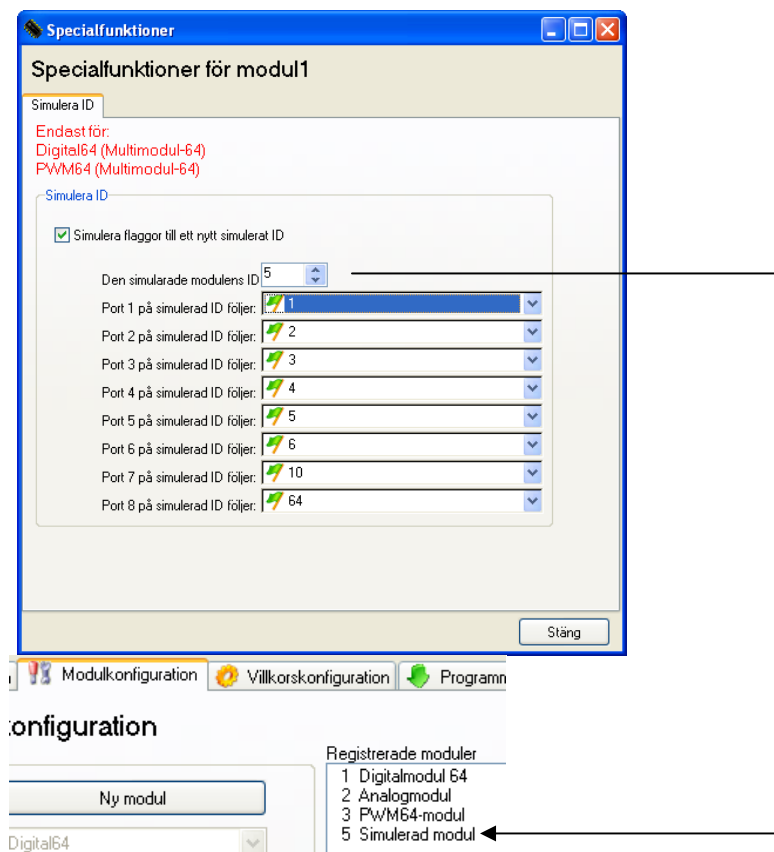 Specialfunktioner
Specialfunktioner för modul1
Simulera ID
Endast för:
Digital64 (Multimodul-64)
PWM64 (Multimodul-64)
Simulera ID
Simulera flaggor till ett nytt simulerat ID
Den simularade modulens ID 5
Port 1 på simulerad ID följer: 1
Port 2 på simulerad ID följer: 2
Port 3 på simulerad ID följer: 3
Port 4 på simulerad ID följer: 4
Port 5 på simulerad ID följer: 5
Port 6 på simulerad ID följer: 6
Port 7 på simulerad ID följer: 10
Port 8 på simulerad ID följer: 64
Stäng
Modulkonfiguration Villkorskonfiguration Programm
onfiguration
Registrerade moduler
1 Digitalmodul 64
2 Analogmodul
3 PWM64-modul
5 Simulerad modul
Ny modul
Digital64